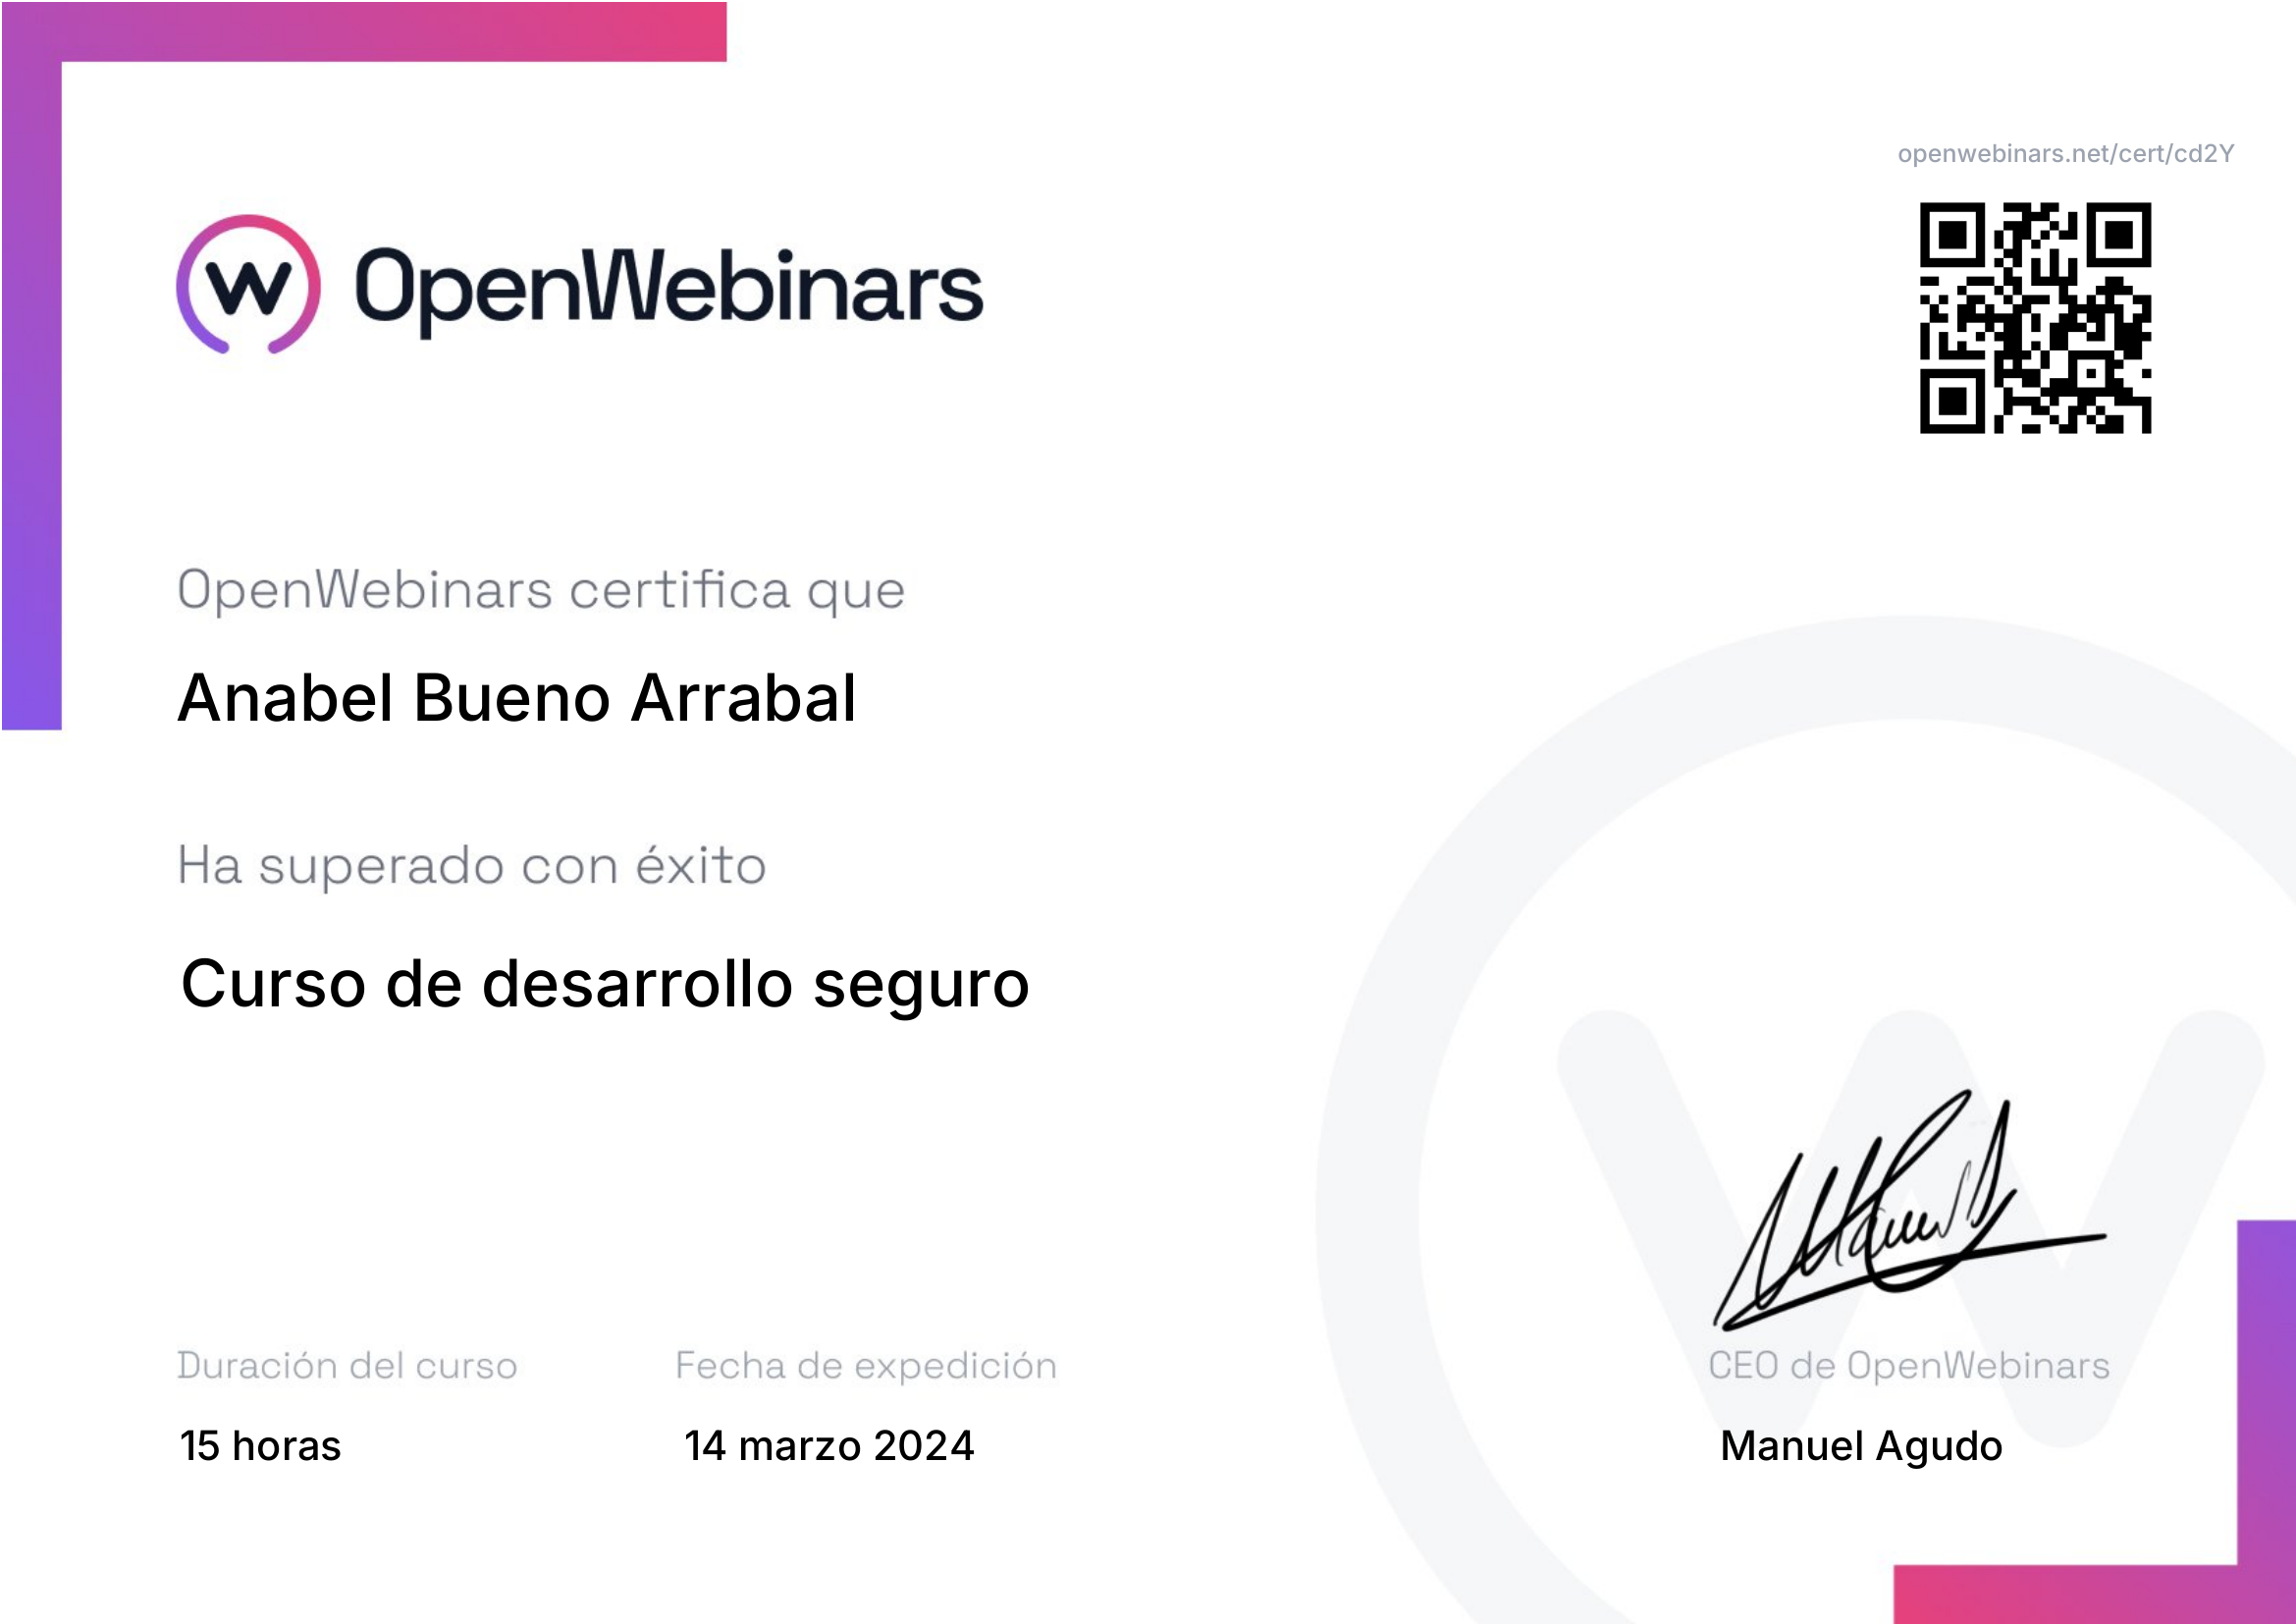 openwebinars.net/cert/cd2Y
OpenWebinars
OpenWebinars certifica que
Anabel Bueno Arrabal
Ha superado con éxito
Curso de desarrollo seguro
Duración del curso
Fecha de expedición
CEO de OpenWebinars
15 horas
14 marzo 2024
Manuel Agudo